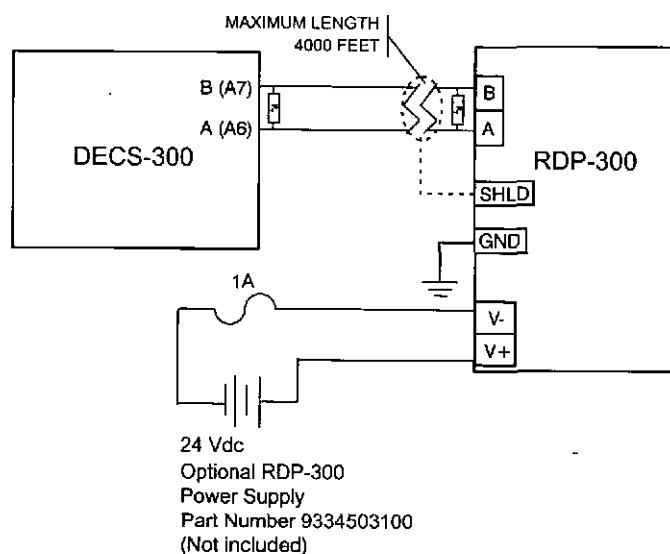 MAXIMUM LENGTH
4000 FEET
B (A7)
A (A6)
DECS-300
B
A
RDP-300
SHLD
GND
1A
V-
V+
24 Vdc
Optional RDP-300
Power Supply
Part Number 9334503100
(Not included)